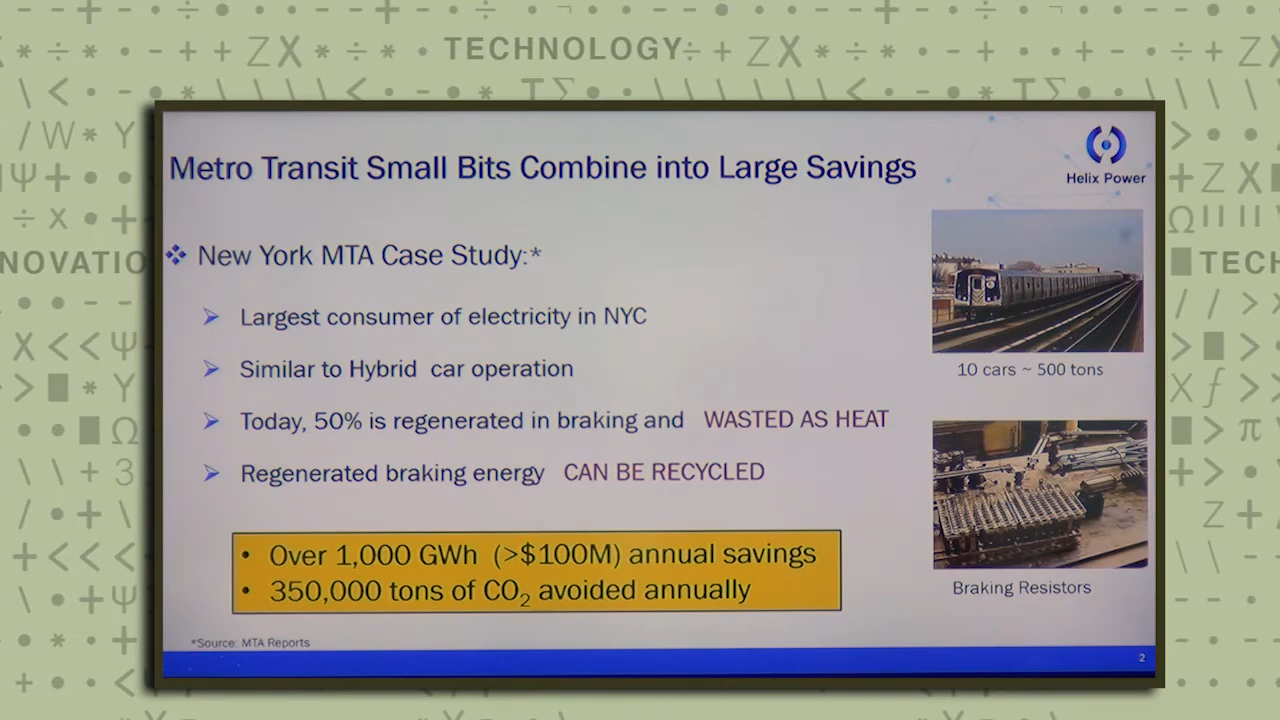 TECHNOLOGY
Metro Transit Small Bits Combine into Large Savings
Helix Power
New York MTA Case Study:*
NOVATIO
TECH
Largest consumer of electricity in NYC
Similar to Hybrid car operation
10 cars ~ 500 tons
Today, 50% is regenerated in braking and WASTED AS HEAT
Regenerated braking energy CAN BE RECYCLED
• Over 1,000 GWh (>$100M) annual savings
• 350,000 tons of CO₂ avoided annually
Braking Resistors
*Source: MTA Reports
2